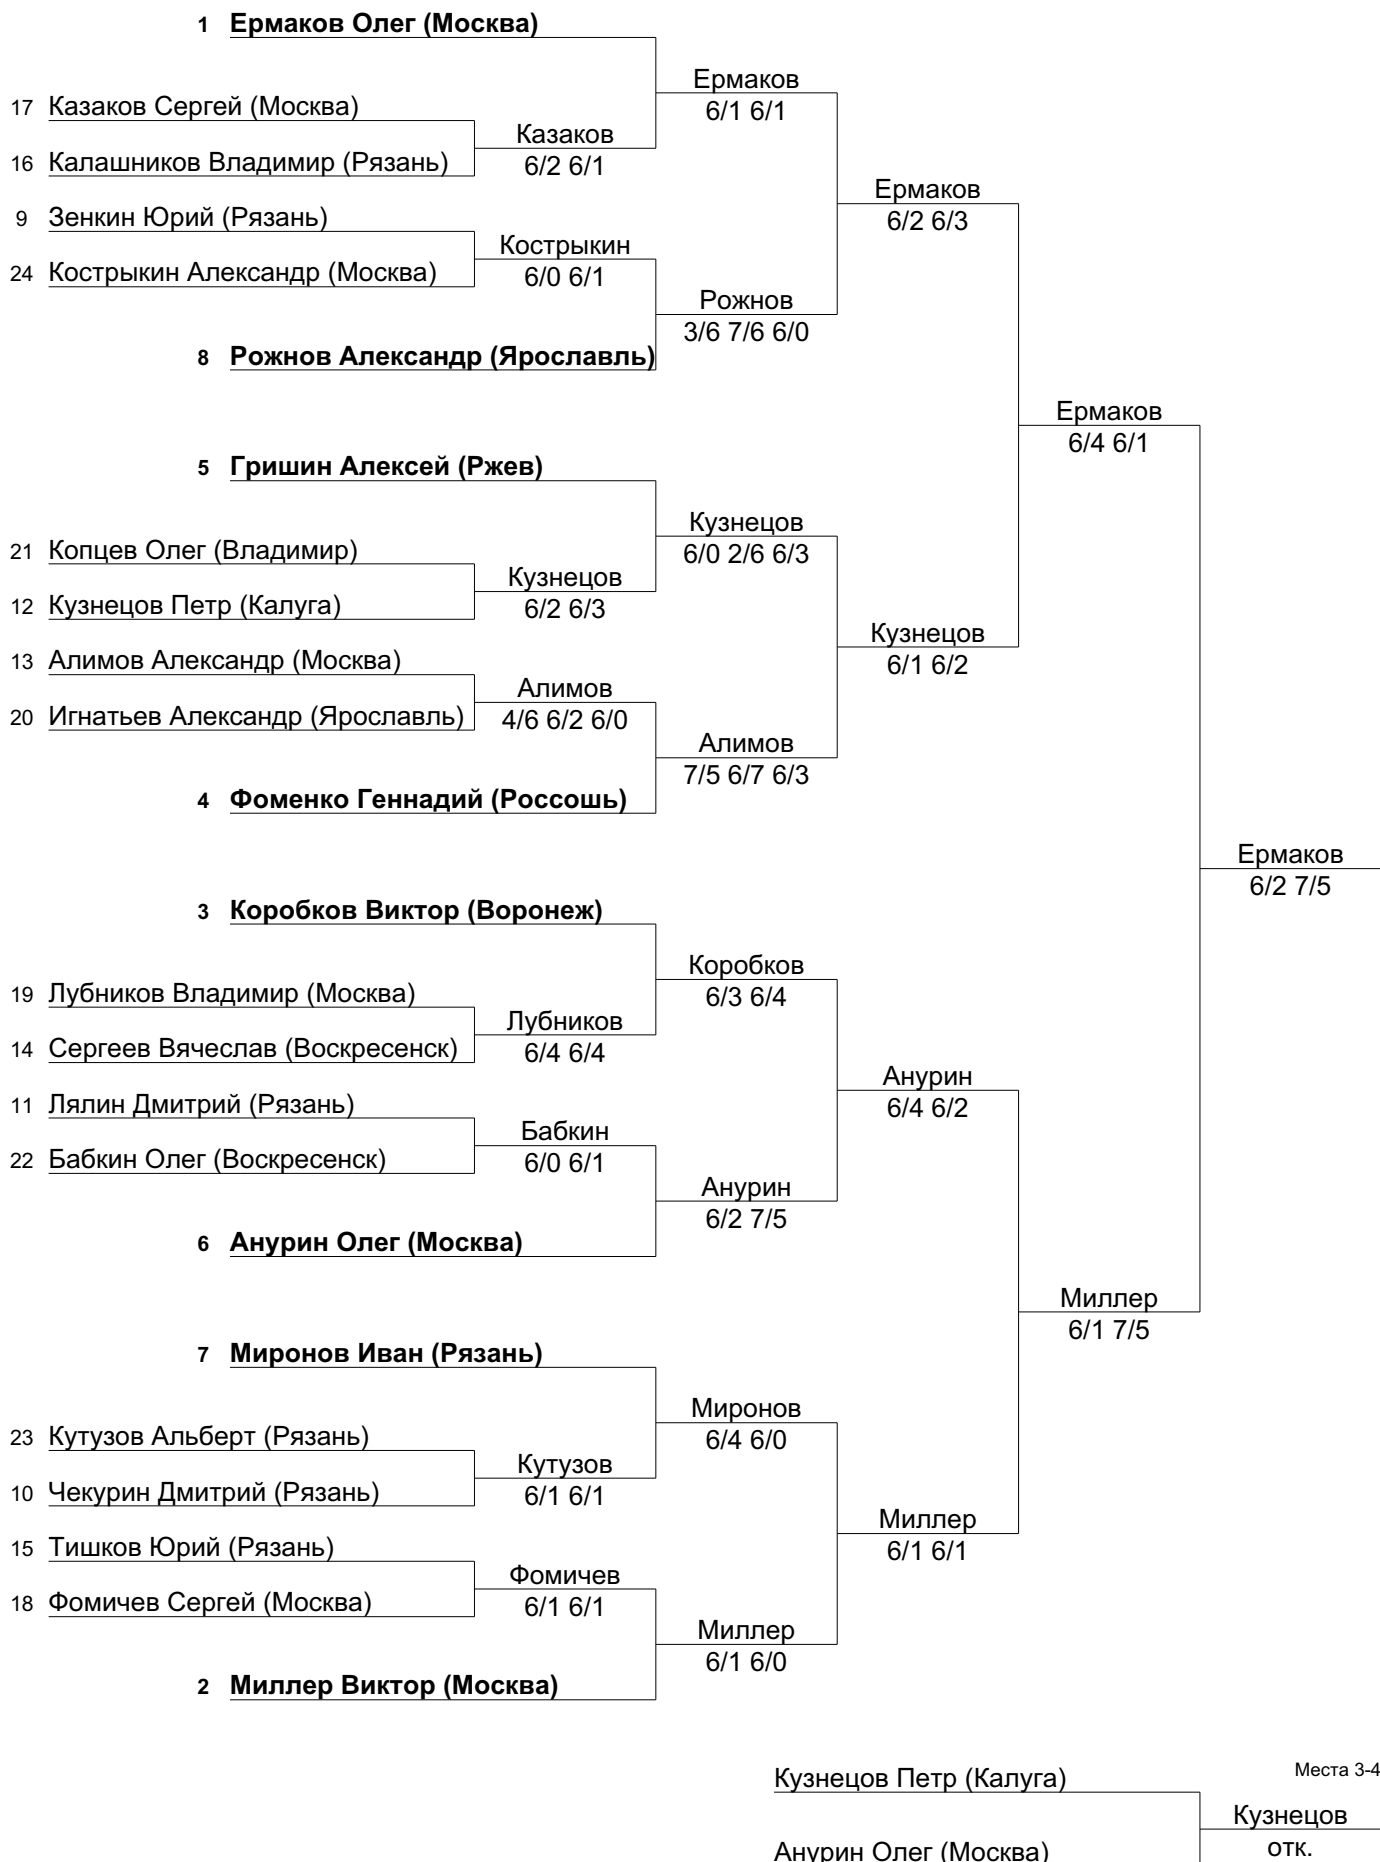 1 Ермаков Олег (Москва)
Ермаков
17 Казаков Сергей (Москва)
6/1 6/1
Казаков
16 Калашников Владимир (Рязань)
6/2 6/1
Ермаков
9 Зенкин Юрий (Рязань)
6/2 6/3
Кострыкин
24 Кострыкин Александр (Москва)
6/0 6/1
Рожнов
3/6 7/6 6/0
8 Рожнов Александр (Ярославль)
Ермаков
6/4 6/1
5 Гришин Алексей (Ржев)
Кузнецов
21 Копцев Олег (Владимир)
6/0 2/6 6/3
Кузнецов
12 Кузнецов Петр (Калуга)
6/2 6/3
Кузнецов
13 Алимов Александр (Москва)
6/1 6/2
Алимов
20 Игнатьев Александр (Ярославль)
4/6 6/2 6/0
Алимов
7/5 6/7 6/3
4 Фоменко Геннадий (Россошь)
Ермаков
6/2 7/5
3 Коробков Виктор (Воронеж)
Коробков
19 Лубников Владимир (Москва)
6/3 6/4
Лубников
14 Сергеев Вячеслав (Воскресенск)
6/4 6/4
Анурин
11 Лялин Дмитрий (Рязань)
6/4 6/2
Бабкин
22 Бабкин Олег (Воскресенск)
6/0 6/1
Анурин
6/2 7/5
6 Анурин Олег (Москва)
Миллер
6/1 7/5
7 Миронов Иван (Рязань)
Миронов
23 Кутузов Альберт (Рязань)
6/4 6/0
Кутузов
10 Чекурин Дмитрий (Рязань)
6/1 6/1
Миллер
15 Тишков Юрий (Рязань)
6/1 6/1
Фомичев
18 Фомичев Сергей (Москва)
6/1 6/1
Миллер
6/1 6/0
2 Миллер Виктор (Москва)
Места 3-4
Кузнецов Петр (Калуга)
Кузнецов
отк.
Анурин Олег (Москва)